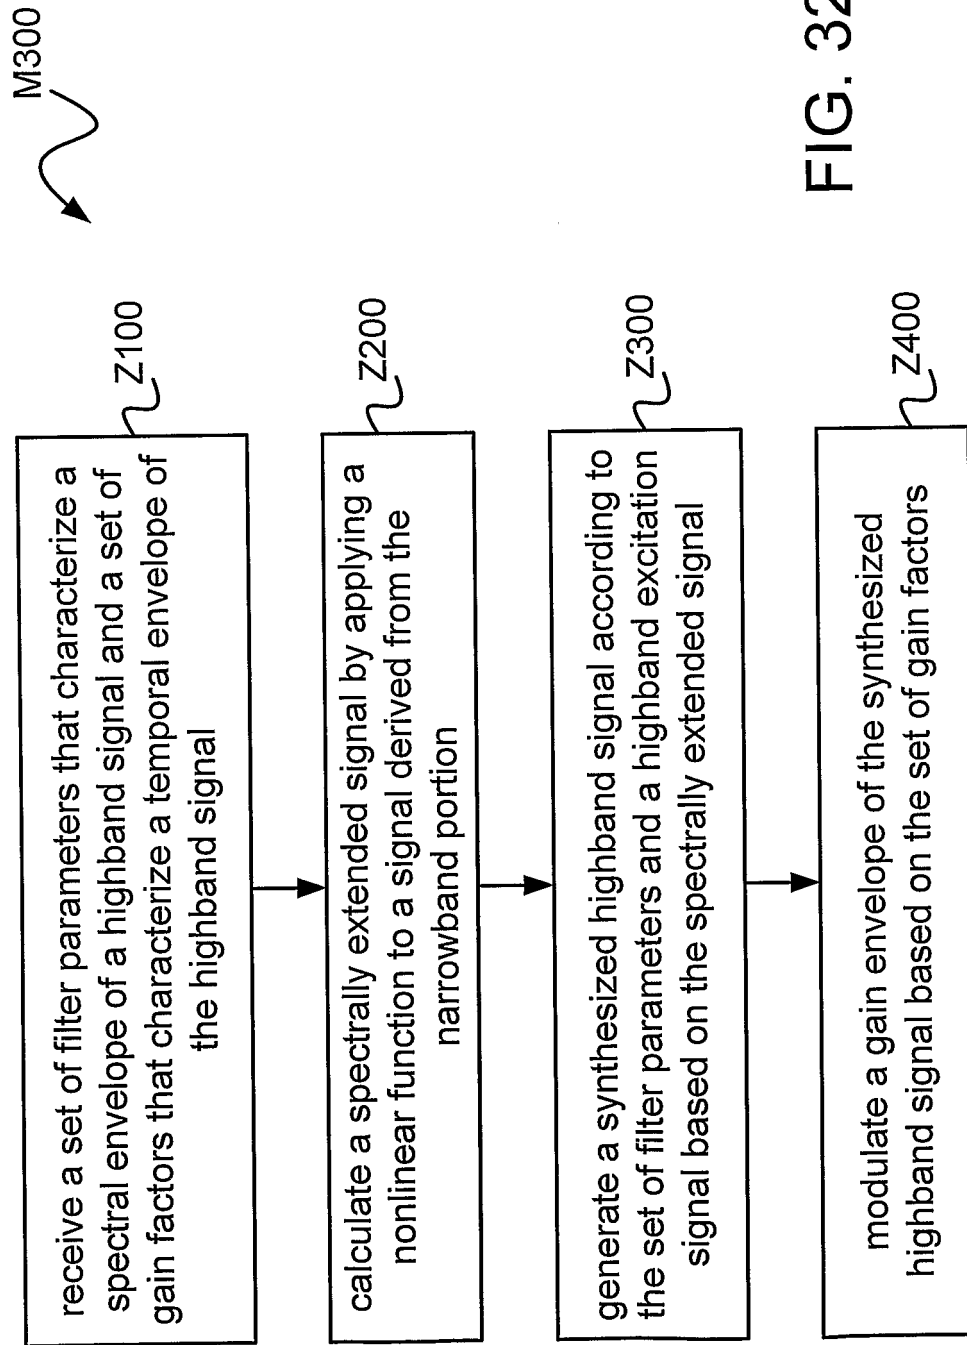 M300
Z100
receive a set of filter parameters that characterize a
spectral envelope of a highband signal and a set of
gain factors that characterize a temporal envelope of
the highband signal
Z200
calculate a spectrally extended signal by applying a
nonlinear function to a signal derived from the
narrowband portion
Z300
generate a synthesized highband signal according to
the set of filter parameters and a highband excitation
signal based on the spectrally extended signal
Z400
modulate a gain envelope of the synthesized
highband signal based on the set of gain factors
FIG. 32